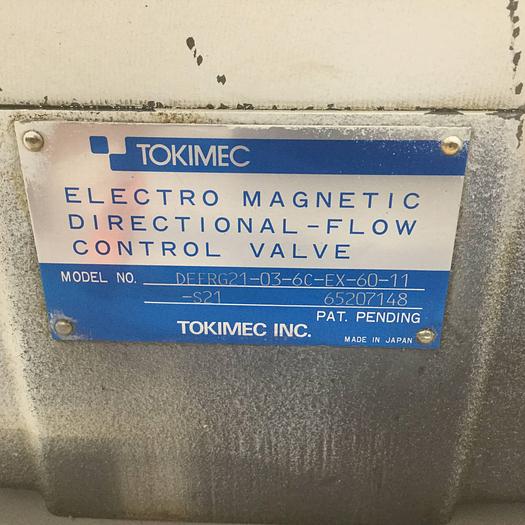 TOKIMEC
ELECTRO MAGNETIC
DIRECTIONAL-FLOW
CONTROL VALVE
MODEL NO. DFFRG21-03-6C-EX-60-11
-S21 65207148
PAT. PENDING
TOKIMEC INC.
MADE IN JAPAN